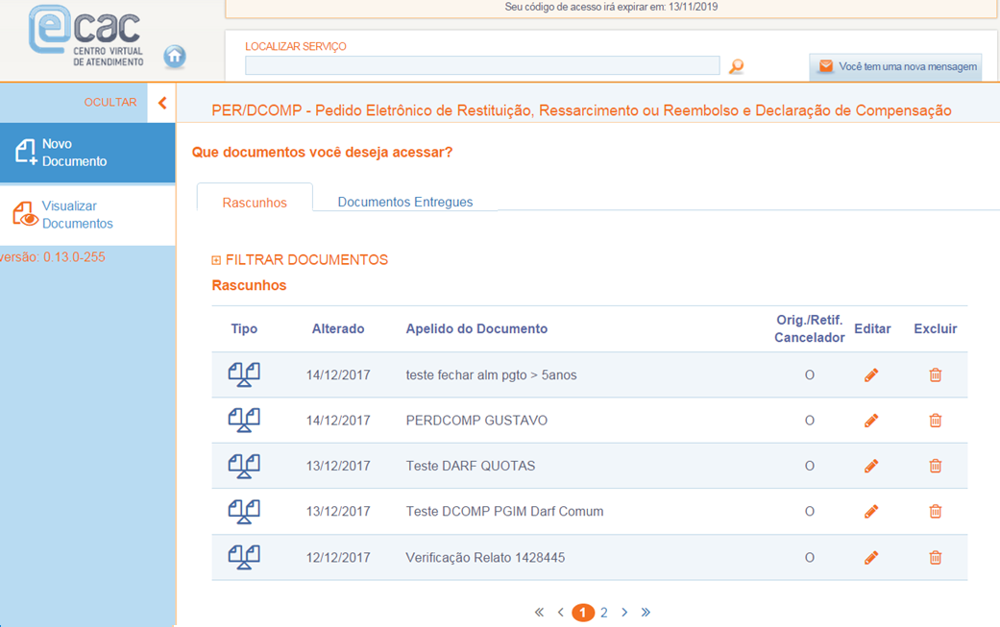 Seu código de acesso irá expirar em: 13/11/2019
ecac
CENTRO VIRTUAL
DE ATENDIMENTO
LOCALIZAR SERVIÇO
Você tem uma nova mensagem
OCULTAR
PER/DCOMP - Pedido Eletrônico de Restituição, Ressarcimento ou Reembolso e Declaração de Compensação
Novo
Documento
Visualizar
Documentos
versão: 0.13.0-255
Que documentos você deseja acessar?
Rascunhos Documentos Entregues
FILTRAR DOCUMENTOS
Rascunhos
Tipo Alterado Apelido do Documento Orig./Retif. Cancelador Editar Excluir
14/12/2017 teste fechar alm pgto > 5anos O
14/12/2017 PERDCOMP GUSTAVO O
13/12/2017 Teste DARF QUOTAS O
13/12/2017 Teste DCOMP PGIM Darf Comum O
12/12/2017 Verificação Relato 1428445 O
« ‹ 1 2 › »